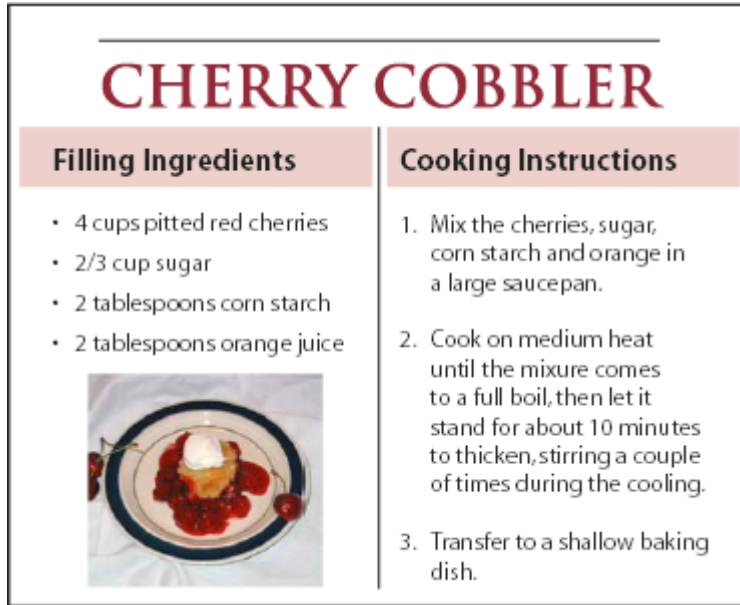 CHERRY COBBLER
Filling Ingredients
• 4 cups pitted red cherries
• 2/3 cup sugar
• 2 tablespoons corn starch
• 2 tablespoons orange juice
Cooking Instructions
1. Mix the cherries, sugar,
corn starch and orange in
a large saucepan.
2. Cook on medium heat
until the mixure comes
to a full boil, then let it
stand for about 10 minutes
to thicken, stirring a couple
of times during the cooling.
3. Transfer to a shallow baking
dish.